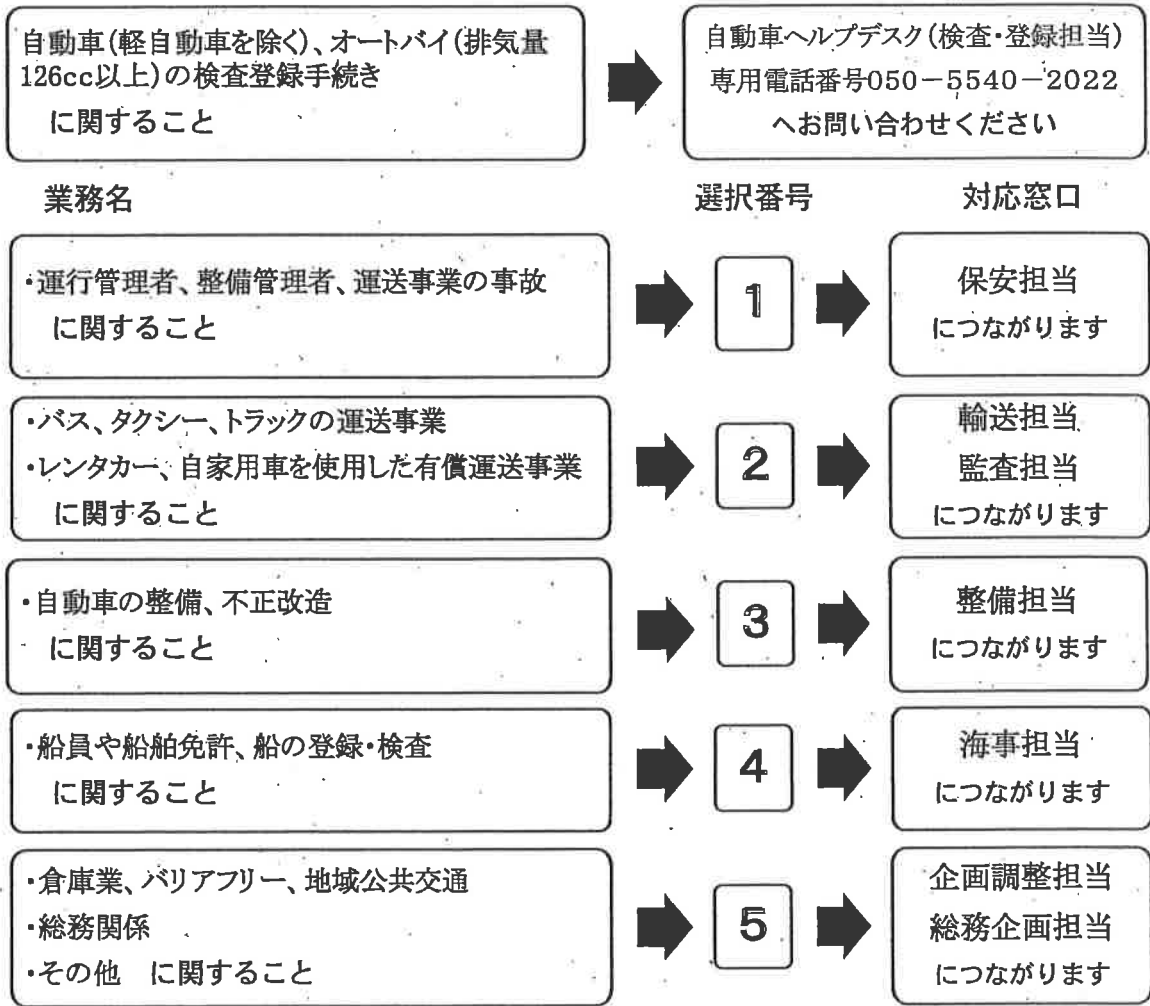 自動車(軽自動車を除く)、オートバイ(排気量
126cc以上)の検査登録手続き
に関すること
自動車ヘルプデスク(検査・登録担当)
専用電話番号050-5540-2022
へお問い合わせください
業務名
選択番号
対応窓口
・運行管理者、整備管理者、運送事業の事故
に関すること
1
保安担当
につながります
・バス、タクシー、トラックの運送事業
・レンタカー、自家用車を使用した有償運送事業
に関すること
2
輸送担当
監査担当
につながります
・自動車の整備、不正改造
に関すること
3
整備担当
につながります
・船員や船舶免許、船の登録・検査
に関すること
4
海事担当
につながります
・倉庫業、バリアフリー、地域公共交通
・総務関係
・その他　に関すること
5
企画調整担当
総務企画担当
につながります